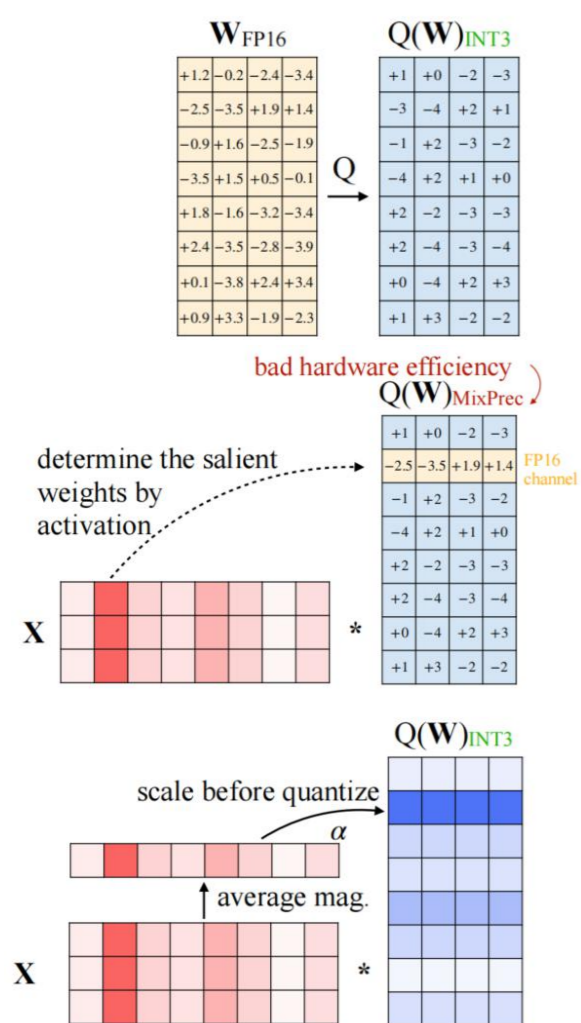 W_FP16 Q(W)_INT3
+1.2 −0.2 −2.4 −3.4 +1 +0 −2 −3
−2.5 −3.5 +1.9 +1.4 −3 −4 +2 +1
−0.9 +1.6 −2.5 −1.9 −1 +2 −3 −2
Q
−3.5 +1.5 +0.5 −0.1 −4 +2 +1 +0
+1.8 −1.6 −3.2 −3.4 +2 −2 −3 −3
+2.4 −3.5 −2.8 −3.9 +2 −4 −3 −4
+0.1 −3.8 +2.4 +3.4 +0 −4 +2 +3
+0.9 +3.3 −1.9 −2.3 +1 +3 −2 −2
bad hardware efficiency
Q(W)_MixPrec
+1 +0 −2 −3
−2.5 −3.5 +1.9 +1.4 FP16
channel
−1 +2 −3 −2
−4 +2 +1 +0
+2 −2 −3 −3
+2 −4 −3 −4
+0 −4 +2 +3
+1 +3 −2 −2
determine the salient
weights by
activation
X *
Q(W)_INT3
scale before quantize
α
average mag.
X *